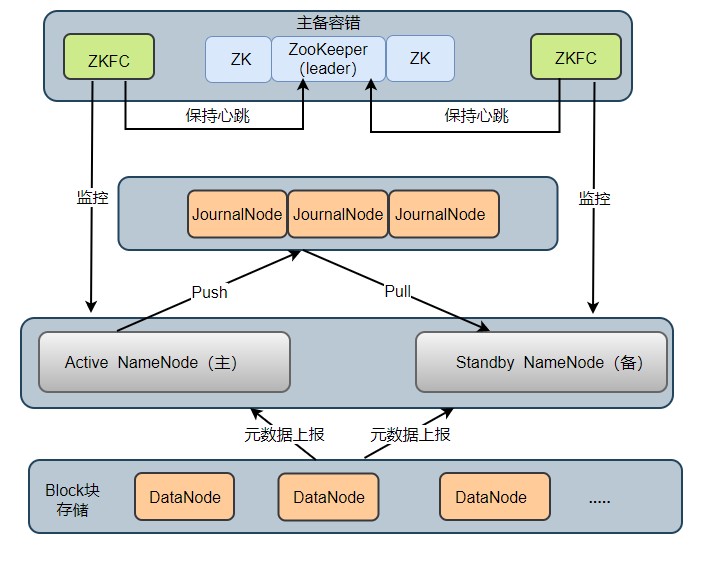 主备容错
ZKFC
ZK
ZooKeeper
（leader）
ZK
ZKFC
保持心跳
保持心跳
监控
监控
JournalNode
JournalNode
JournalNode
Push
Pull
Active NameNode（主）
Standby NameNode（备）
元数据上报
元数据上报
Block块
存储
DataNode
DataNode
DataNode
.....